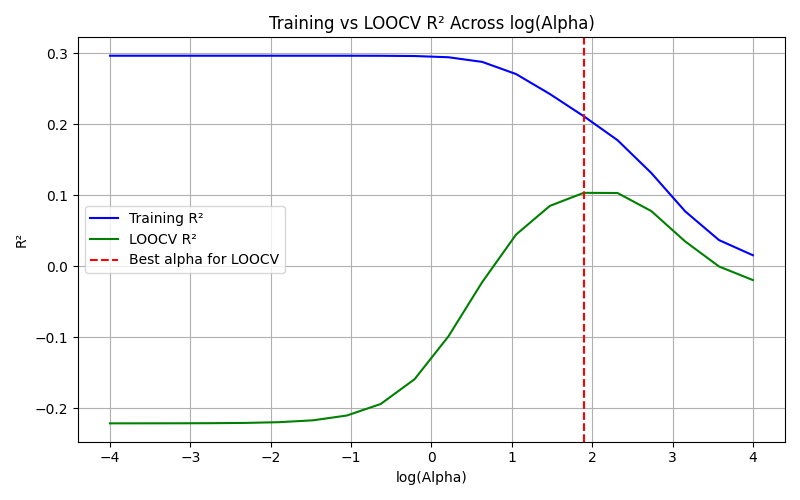 Training vs LOOCV R² Across log(Alpha)
0.3
0.2
0.1
0.0
−0.1
−0.2
R²
Training R²
LOOCV R²
Best alpha for LOOCV
−4 −3 −2 −1 0 1 2 3 4
log(Alpha)